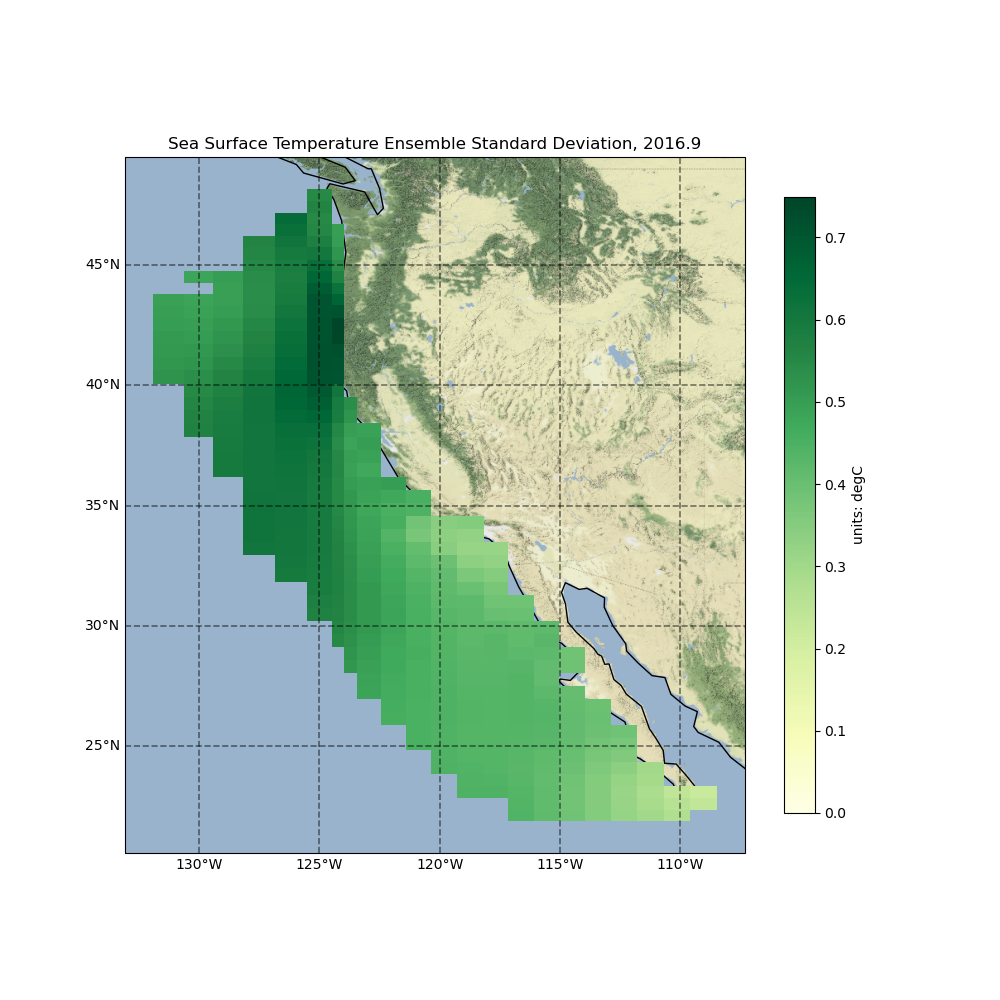 Sea Surface Temperature Ensemble Standard Deviation, 2016.9
0.7
45°N
0.6
40°N
0.5
0.4
35°N
units: degC
0.3
30°N
0.2
25°N
0.1
0.0
130°W 125°W 120°W 115°W 110°W